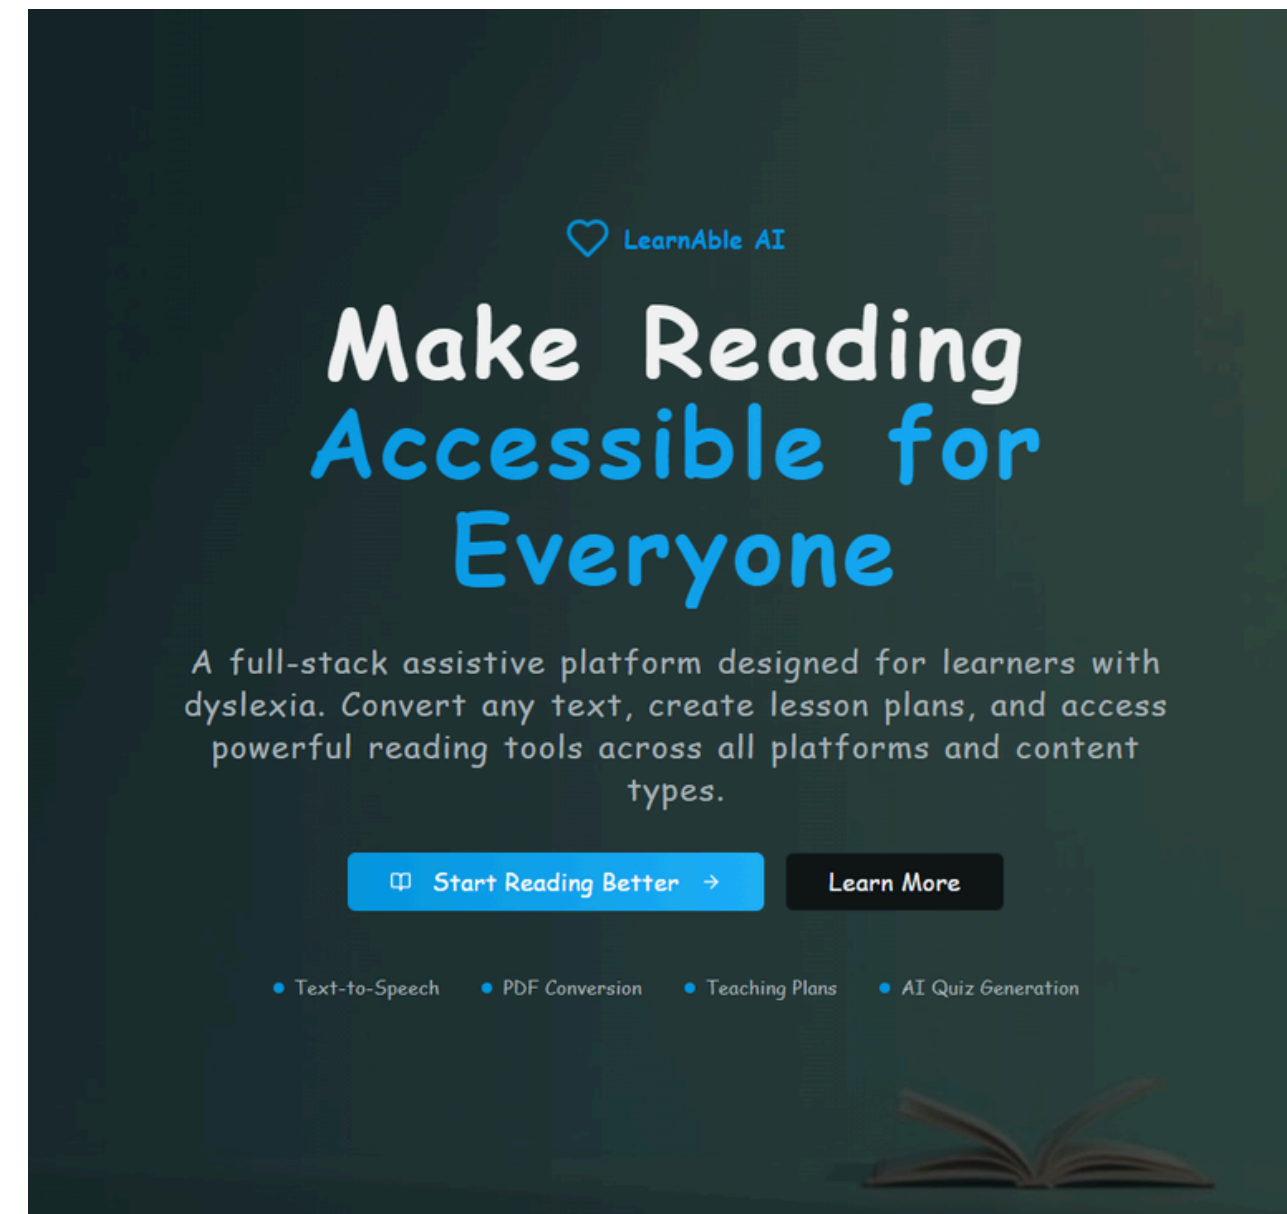 LearnAble AI
Make Reading
Accessible for
Everyone
A full-stack assistive platform designed for learners with
dyslexia. Convert any text, create lesson plans, and access
powerful reading tools across all platforms and content
types.
Start Reading Better
Learn More
Text-to-Speech
PDF Conversion
Teaching Plans
AI Quiz Generation